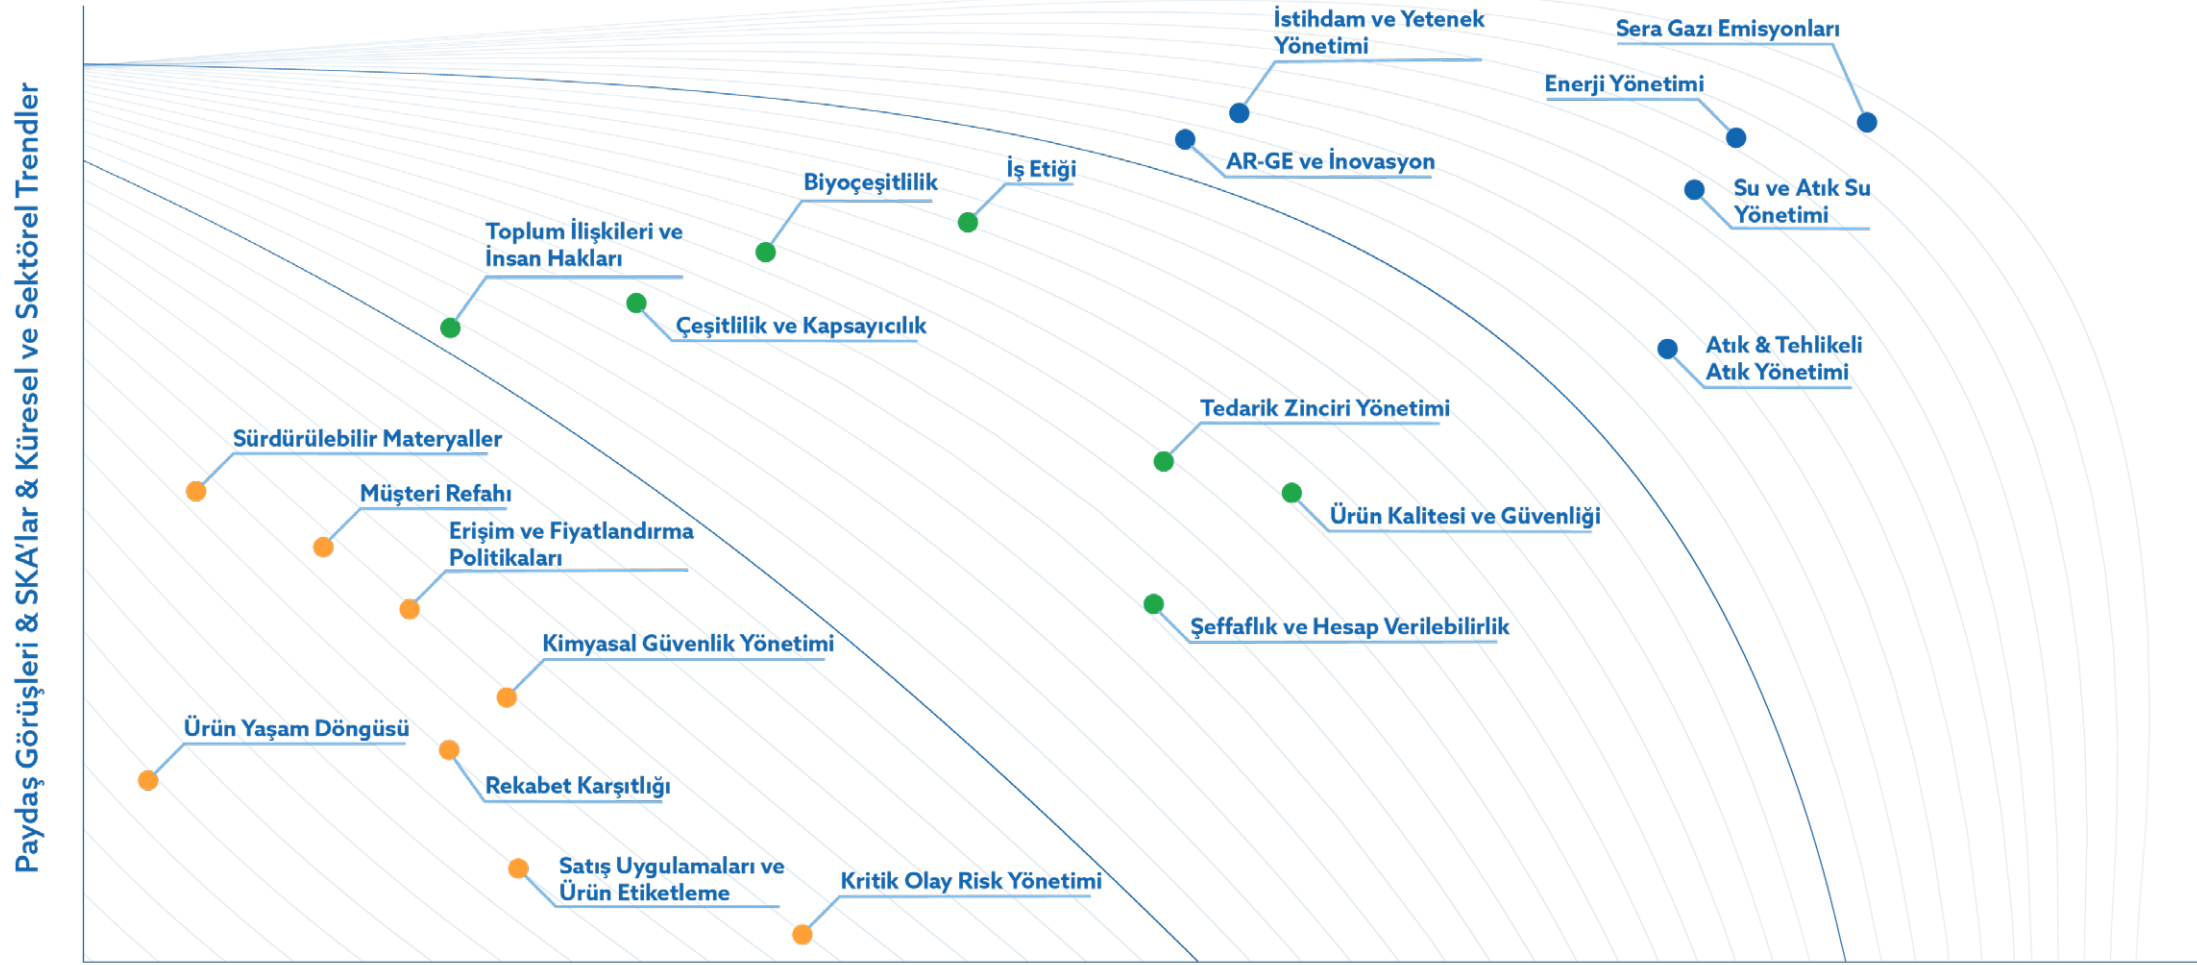 Paydaş Görüşleri & SKA'lar & Küresel ve Sektörel Trendler
İstihdam ve Yetenek
Yönetimi
Sera Gazı Emisyonları
Enerji Yönetimi
AR-GE ve İnovasyon
İş Etiği
Biyoçeşitlilik
Su ve Atık Su
Yönetimi
Toplum İlişkileri ve
İnsan Hakları
Çeşitlilik ve Kapsayıcılık
Atık & Tehlikeli
Atık Yönetimi
Tedarik Zinciri Yönetimi
Sürdürülebilir Materyaller
Müşteri Refahı
Ürün Kalitesi ve Güvenliği
Erişim ve Fiyatlandırma
Politikaları
Şeffaflık ve Hesap Verilebilirlik
Kimyasal Güvenlik Yönetimi
Ürün Yaşam Döngüsü
Rekabet Karşıtlığı
Satış Uygulamaları ve
Ürün Etiketleme
Kritik Olay Risk Yönetimi